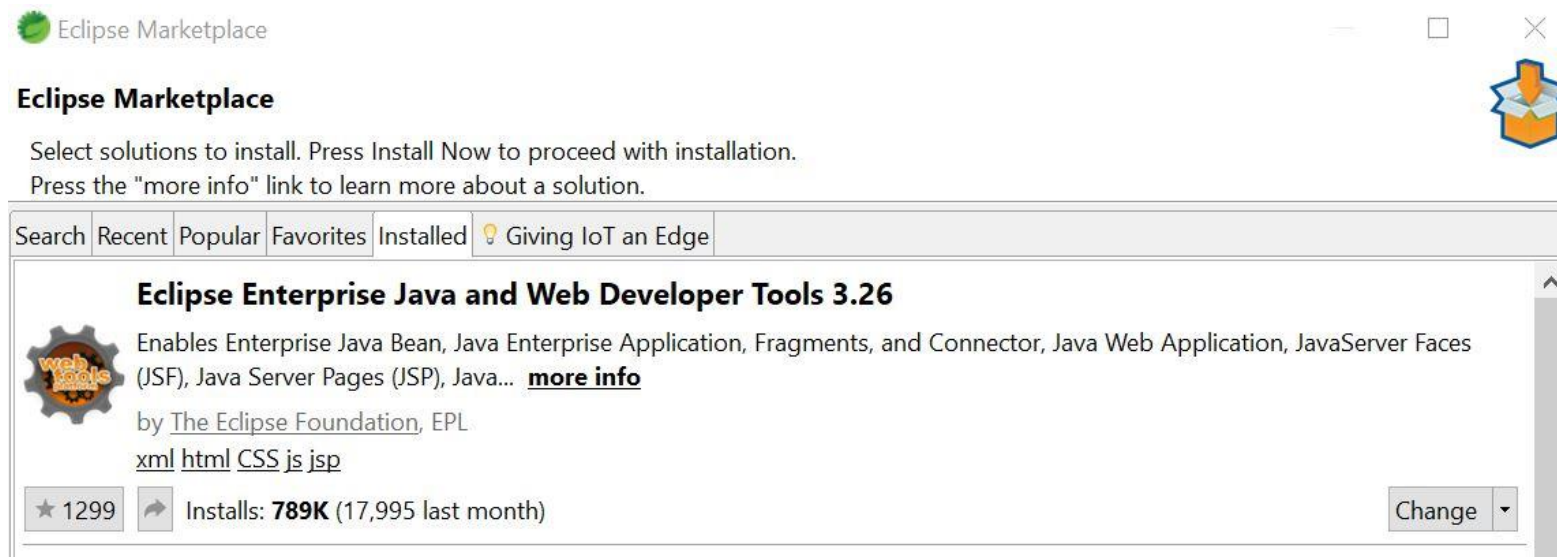 Eclipse Marketplace
Eclipse Marketplace
Select solutions to install. Press Install Now to proceed with installation.
Press the "more info" link to learn more about a solution.
Search Recent Popular Favorites Installed Giving IoT an Edge
Eclipse Enterprise Java and Web Developer Tools 3.26
Enables Enterprise Java Bean, Java Enterprise Application, Fragments, and Connector, Java Web Application, JavaServer Faces
(JSF), Java Server Pages (JSP), Java... more info
web
tools
by The Eclipse Foundation, EPL
xml html CSS js jsp
1299 Installs: 789K (17,995 last month) Change